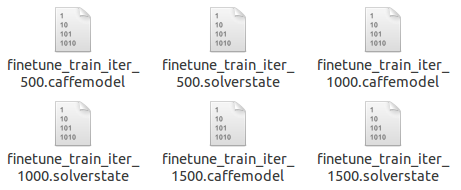 1
10
101
1010
finetune_train_iter_
500.caffemodel
1
10
101
1010
finetune_train_iter_
500.solverstate
1
10
101
1010
finetune_train_iter_
1000.caffemodel
1
10
101
1010
finetune_train_iter_
1000.solverstate
1
10
101
1010
finetune_train_iter_
1500.caffemodel
1
10
101
1010
finetune_train_iter_
1500.solverstate